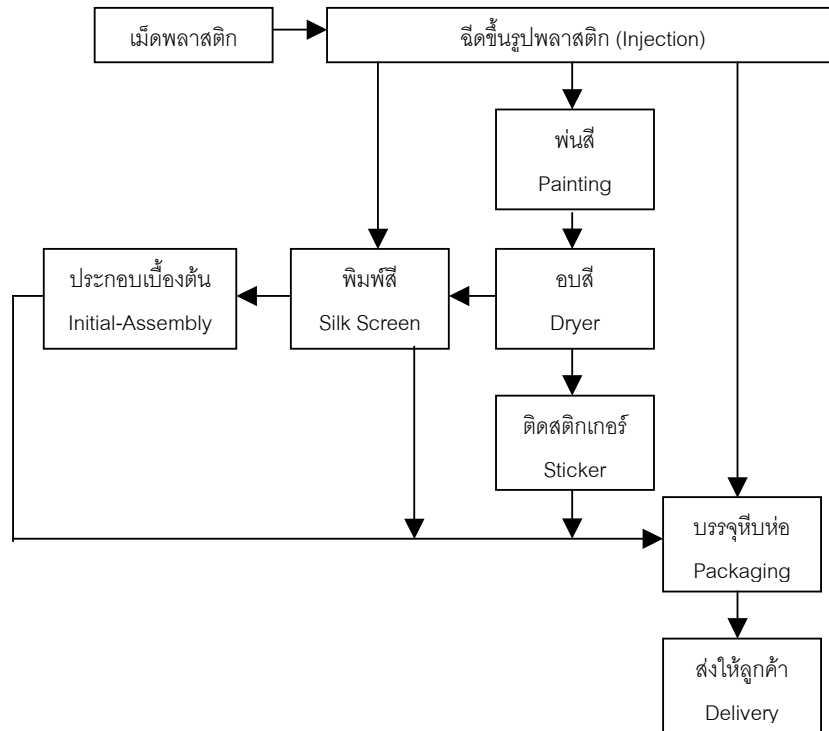 เม็ดพลาสติก
ฉีดขึ้นรูปพลาสติก (Injection)
พ่นสี
Painting
ประกอบเบื้องต้น
Initial-Assembly
พิมพ์สี
Silk Screen
อบสี
Dryer
ติดสติกเกอร์
Sticker
บรรจุหีบห่อ
Packaging
ส่งให้ลูกค้า
Delivery